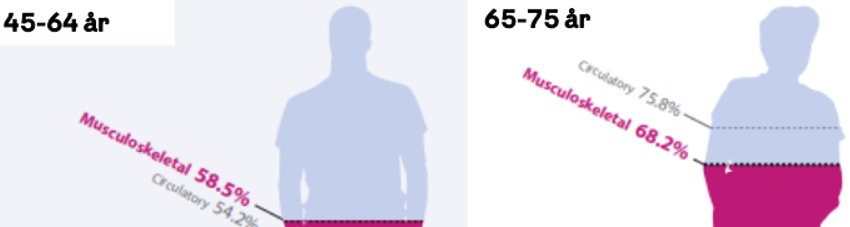 45-64 år
Musculoskeletal 58.5%
Circulatory 54.2%
65-75 år
Circulatory 75.8%
Musculoskeletal 68.2%